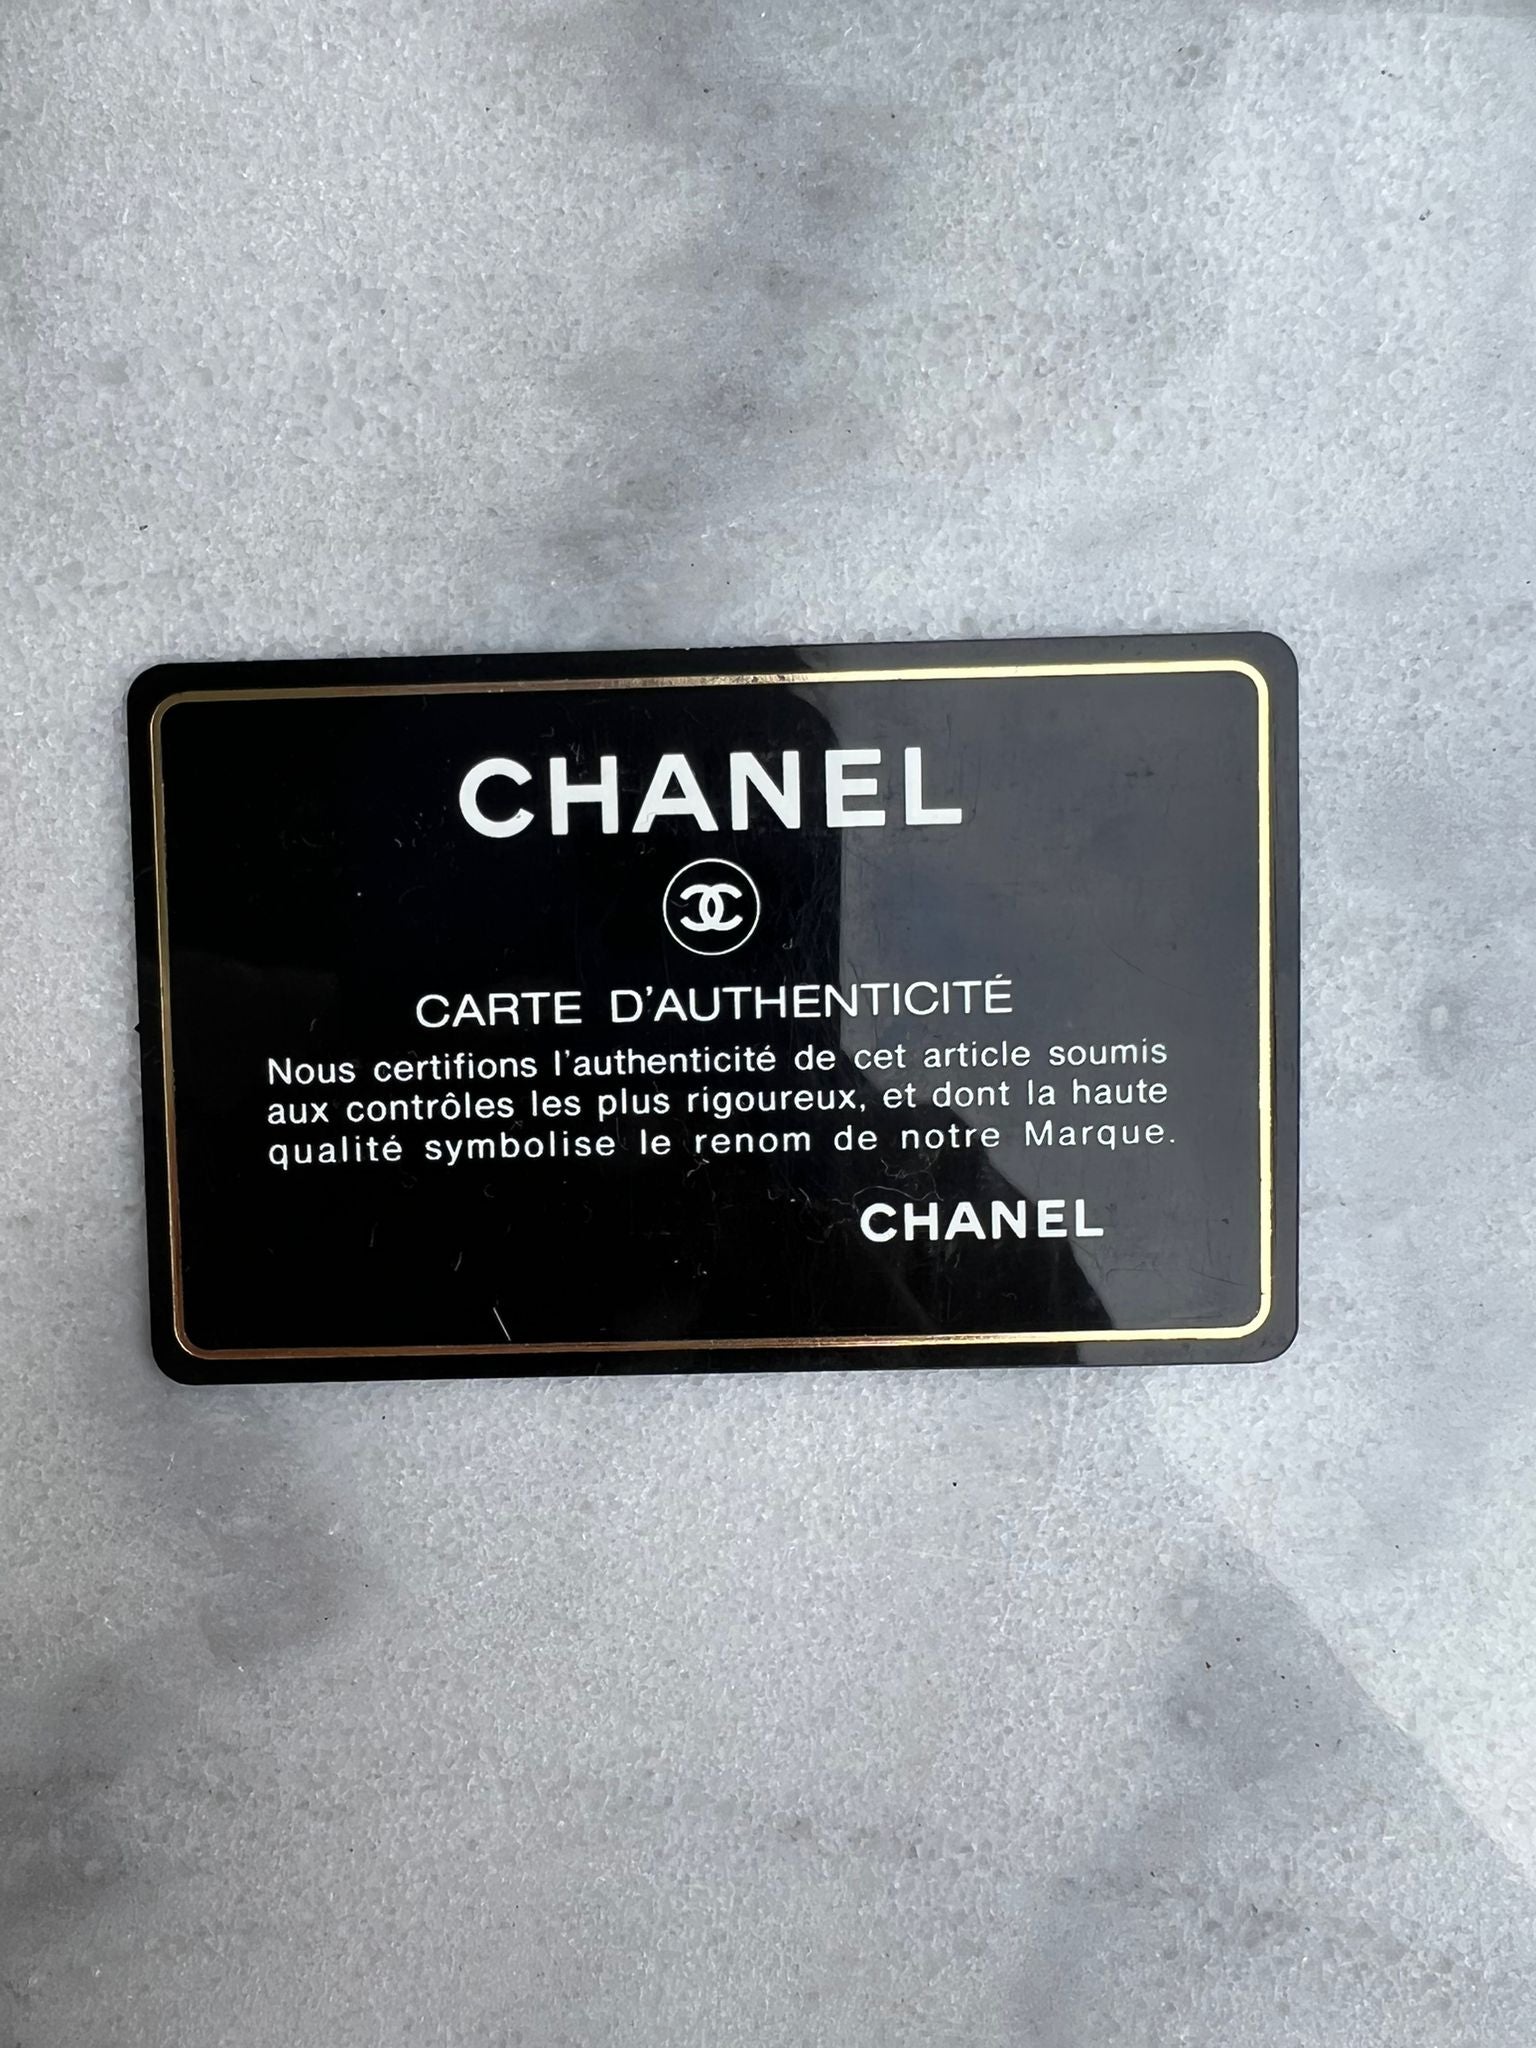 CHANEL
CARTE D'AUTHENTICITÉ
Nous certifions l'authenticité de cet article soumis
aux contrôles les plus rigoureux, et dont la haute
qualité symbolise le renom de notre Marque.
CHANEL